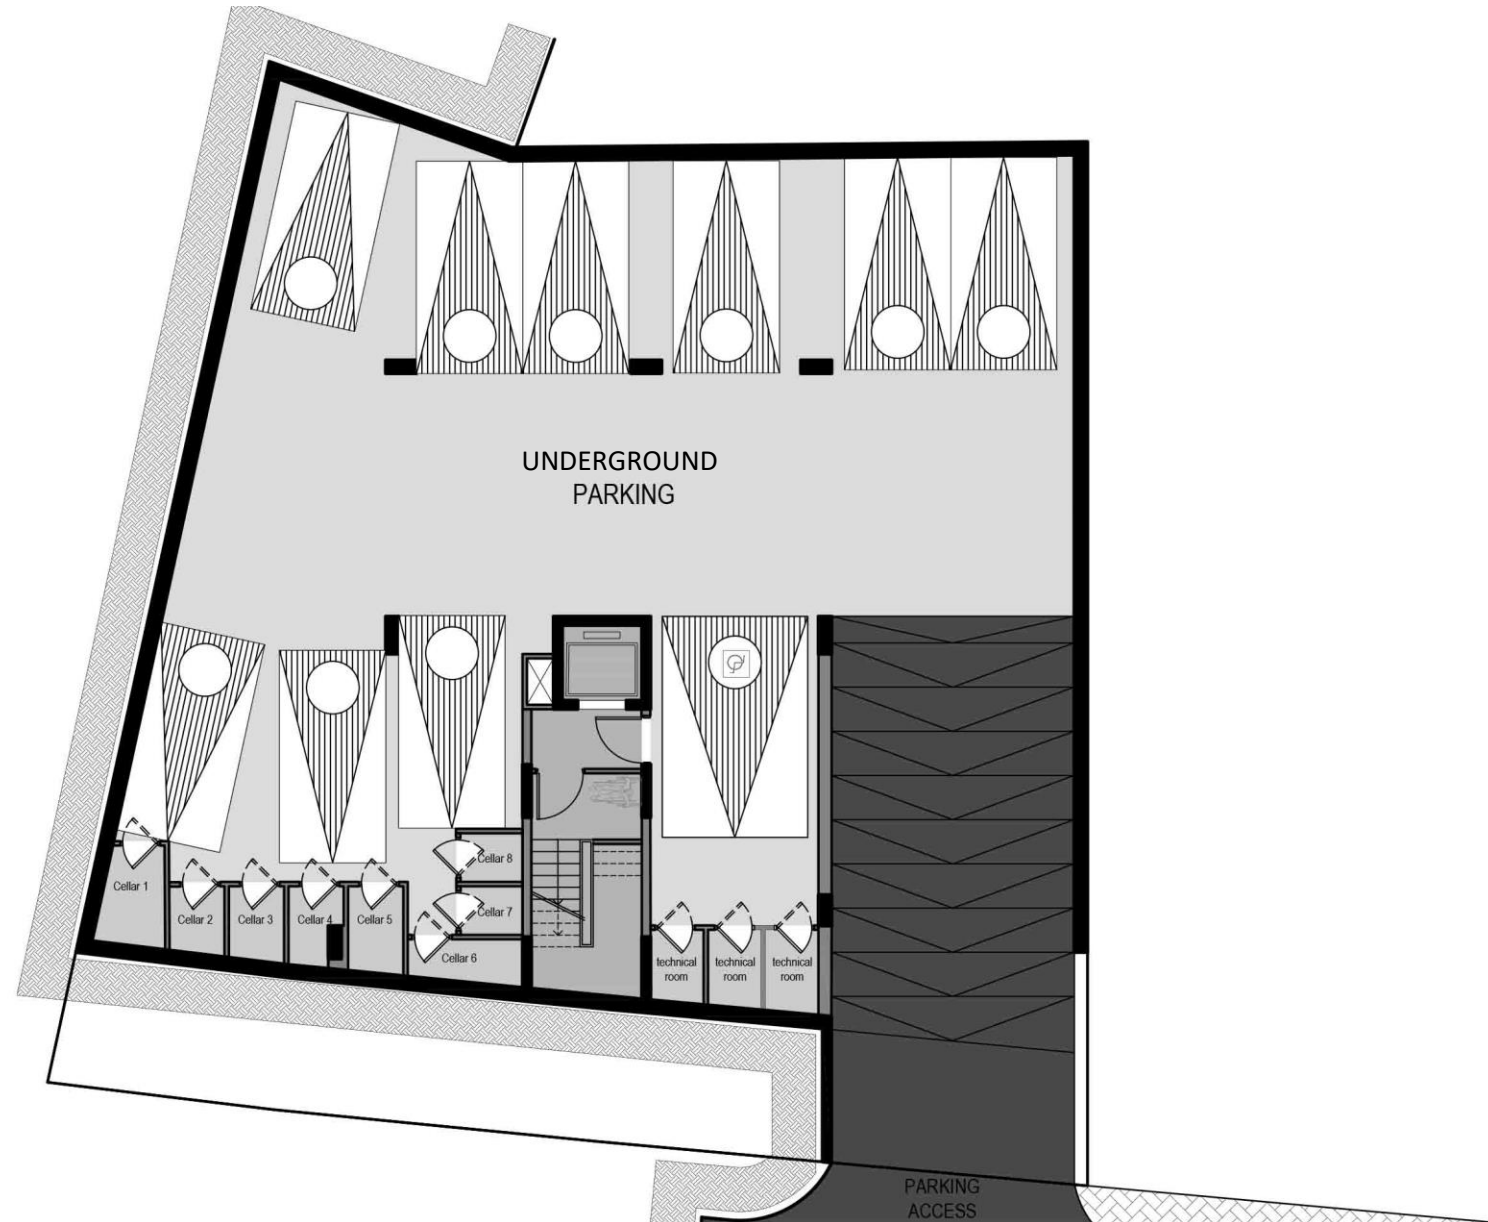 UNDERGROUND
PARKING
Cellar 1
Cellar 2
Cellar 3
Cellar 4
Cellar 5
Cellar 8
Cellar 7
Cellar 6
technical
room
technical
room
technical
room
PARKING
ACCESS